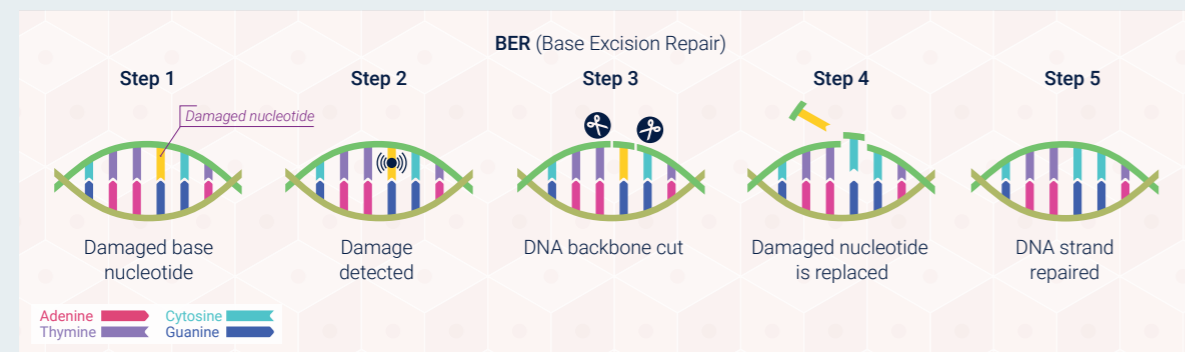 BER (Base Excision Repair)
Step 1
Step 2
Step 3
Step 4
Step 5
Damaged nucleotide
Damaged base
nucleotide
Damage
detected
DNA backbone cut
Damaged nucleotide
is replaced
DNA strand
repaired
Adenine
Cytosine
Thymine
Guanine